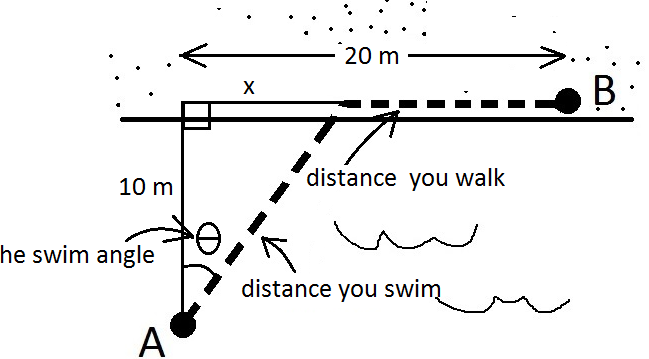 20 m
B
x
distance you walk
10 m
θ
he swim angle
distance you swim
A